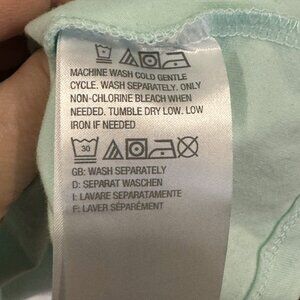 MACHINE WASH COLD GENTLE
CYCLE. WASH SEPARATELY. ONLY
NON-CHLORINE BLEACH WHEN
NEEDED. TUMBLE DRY LOW. LOW
IRON IF NEEDED
30
GB: WASH SEPARATELY
D: SEPARAT WASCHEN
I: LAVARE SEPARATAMENTE
F: LAVER SÉPARÉMENT